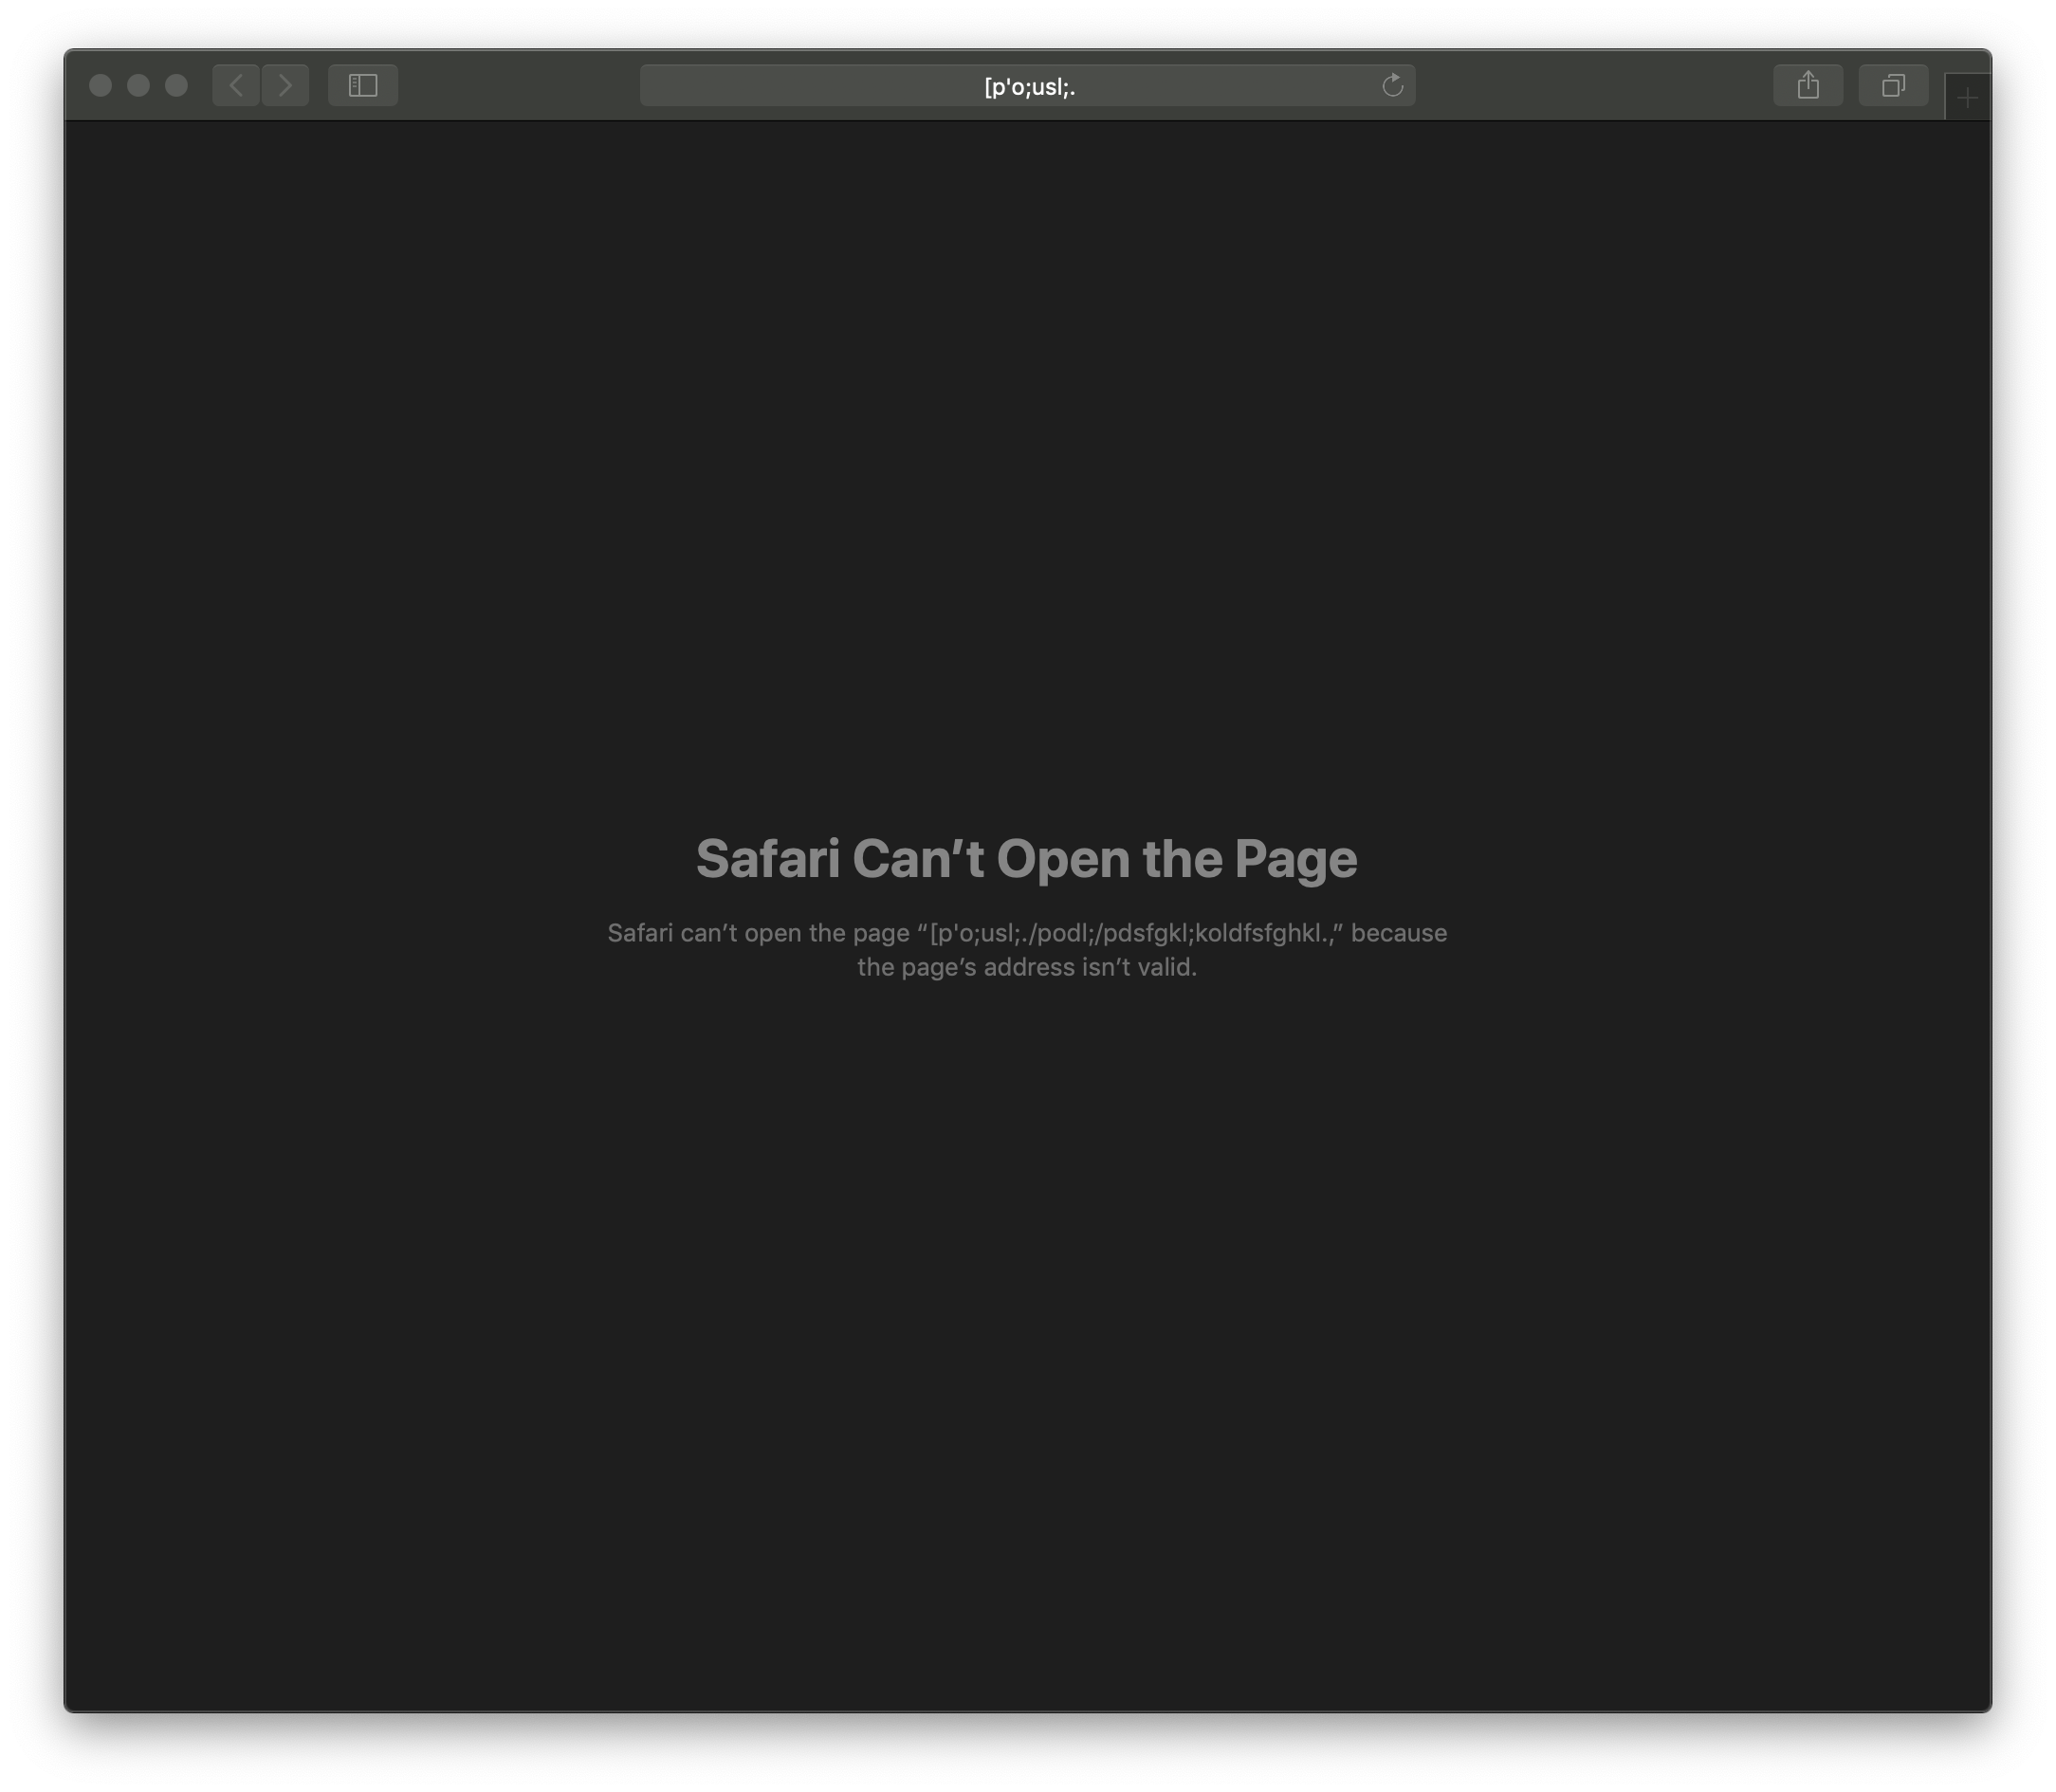 [p'o;usl;.
Safari Can’t Open the Page
Safari can’t open the page “[p'o;usl;./podl;/pdsfgkl;koldfsfghkl.,” because
the page’s address isn’t valid.